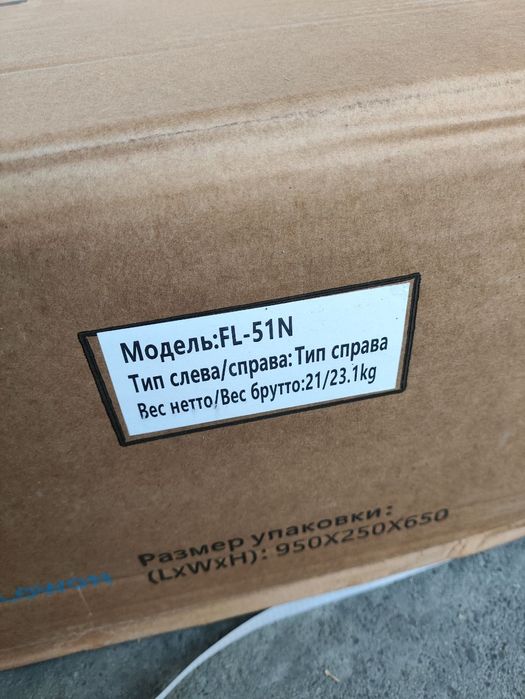 Модель:FL-51N
Тип слева/справа:Тип справа
Вес нетто/Вес брутто:21/23.1kg
Размер упаковки:
(LxWxH): 950X250X650